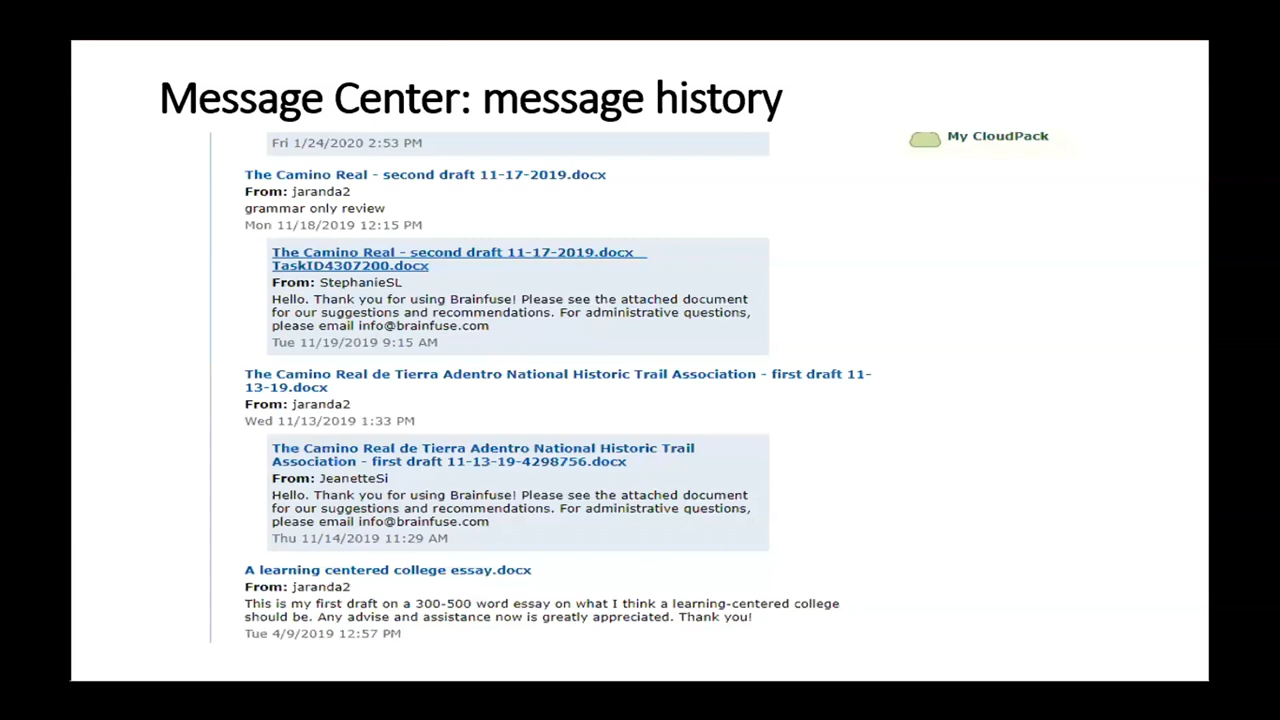 Message Center: message history
Fri 1/24/2020 2:53 PM
My CloudPack
The Camino Real - second draft 11-17-2019.docx
From: jaranda2
grammar only review
Mon 11/18/2019 12:15 PM
The Camino Real - second draft 11-17-2019.docx
TaskID4307200.docx
From: StephanieSL
Hello. Thank you for using Brainfuse! Please see the attached document
for our suggestions and recommendations. For administrative questions,
please email info@brainfuse.com
Tue 11/19/2019 9:15 AM
The Camino Real de Tierra Adentro National Historic Trail Association - first draft 11-
13-19.docx
From: jaranda2
Wed 11/13/2019 1:33 PM
The Camino Real de Tierra Adentro National Historic Trail
Association - first draft 11-13-19-4298756.docx
From: JeanetteSi
Hello. Thank you for using Brainfuse! Please see the attached document
for our suggestions and recommendations. For administrative questions,
please email info@brainfuse.com
Thu 11/14/2019 11:29 AM
A learning centered college essay.docx
From: jaranda2
This is my first draft on a 300-500 word essay on what I think a learning-centered college
should be. Any advise and assistance now is greatly appreciated. Thank you!
Tue 4/9/2019 12:57 PM